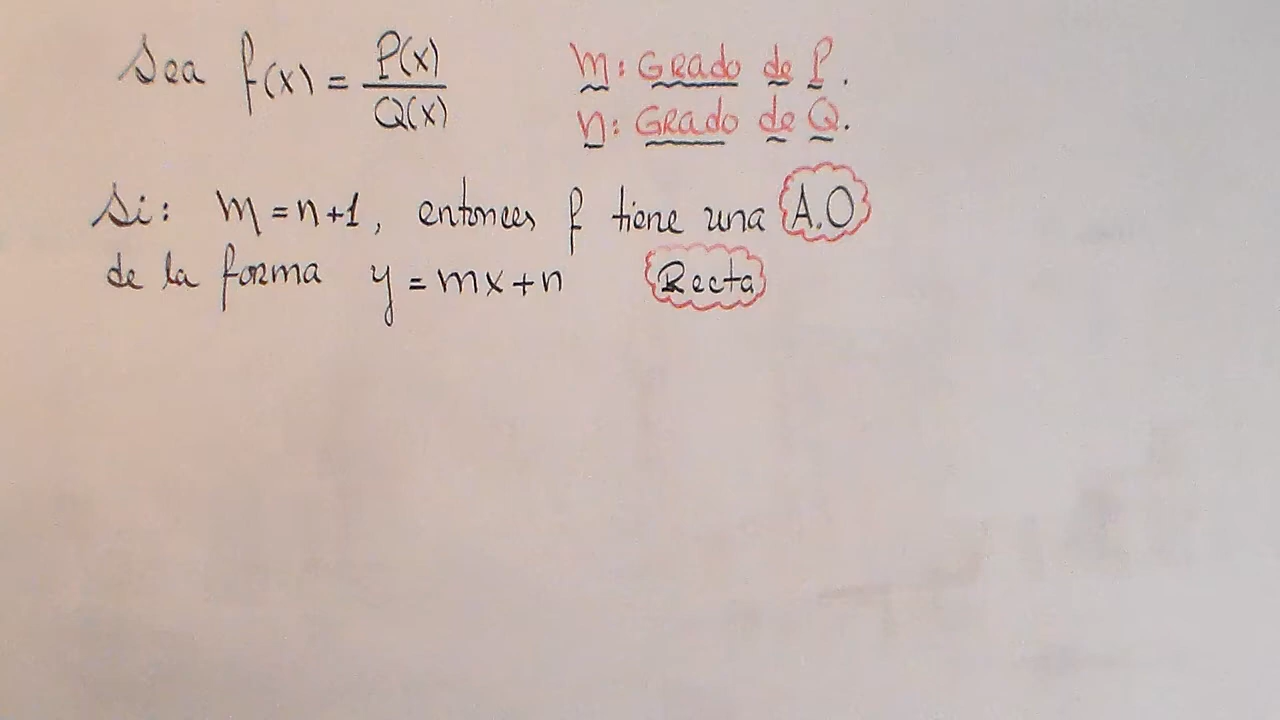 Sea f(x) = P(x) / Q(x)
m: Grado de P.
n: Grado de Q.
Si: m = n+1, entonces f tiene una A.O
de la forma y = mx + n Recta